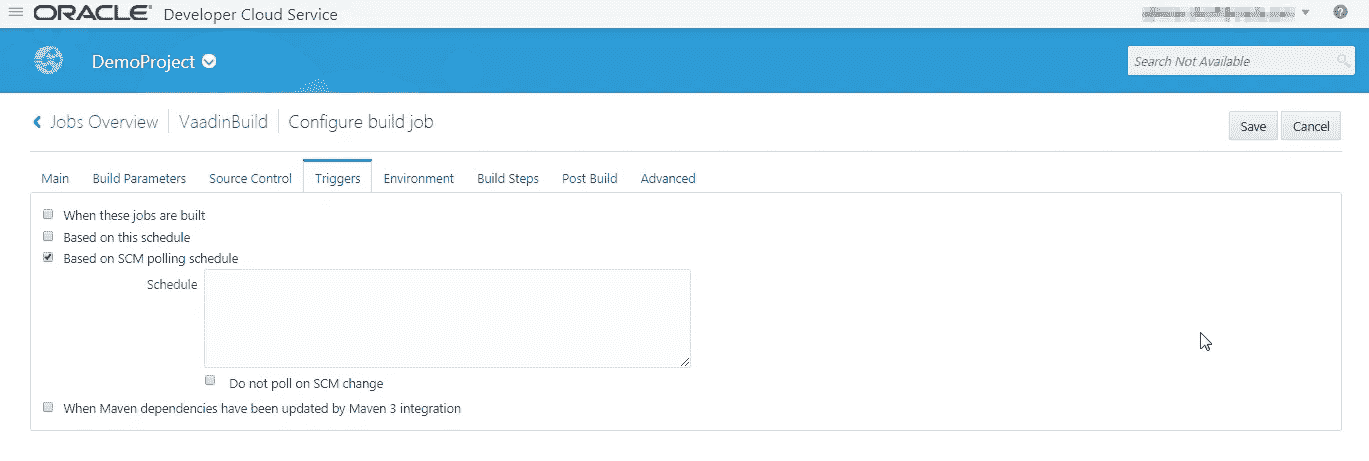 ORACLE® Developer Cloud Service
DemoProject
Search Not Available
Jobs Overview VaadinBuild Configure build job
Save Cancel
Main Build Parameters Source Control Triggers Environment Build Steps Post Build Advanced
When these jobs are built
Based on this schedule
Based on SCM polling schedule
Schedule
Do not poll on SCM change
When Maven dependencies have been updated by Maven 3 integration